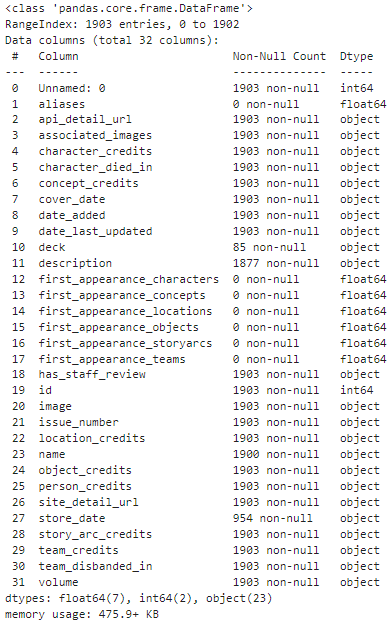 <class 'pandas.core.frame.DataFrame'>
RangeIndex: 1903 entries, 0 to 1902
Data columns (total 32 columns):
 #   Column                       Non-Null Count  Dtype
---  ------                       --------------  -----
 0   Unnamed: 0                   1903 non-null   int64
 1   aliases                      0 non-null      float64
 2   api_detail_url               1903 non-null   object
 3   associated_images            1903 non-null   object
 4   character_credits            1903 non-null   object
 5   character_died_in            1903 non-null   object
 6   concept_credits              1903 non-null   object
 7   cover_date                   1903 non-null   object
 8   date_added                   1903 non-null   object
 9   date_last_updated            1903 non-null   object
 10  deck                         85 non-null     object
 11  description                  1877 non-null   object
 12  first_appearance_characters  0 non-null      float64
 13  first_appearance_concepts    0 non-null      float64
 14  first_appearance_locations   0 non-null      float64
 15  first_appearance_objects     0 non-null      float64
 16  first_appearance_storyarcs   0 non-null      float64
 17  first_appearance_teams       0 non-null      float64
 18  has_staff_review             1903 non-null   object
 19  id                           1903 non-null   int64
 20  image                        1903 non-null   object
 21  issue_number                 1903 non-null   object
 22  location_credits             1903 non-null   object
 23  name                         1900 non-null   object
 24  object_credits               1903 non-null   object
 25  person_credits               1903 non-null   object
 26  site_detail_url              1903 non-null   object
 27  store_date                   954 non-null    object
 28  story_arc_credits            1903 non-null   object
 29  team_credits                 1903 non-null   object
 30  team_disbanded_in            1903 non-null   object
 31  volume                       1903 non-null   object
dtypes: float64(7), int64(2), object(23)
memory usage: 475.9+ KB